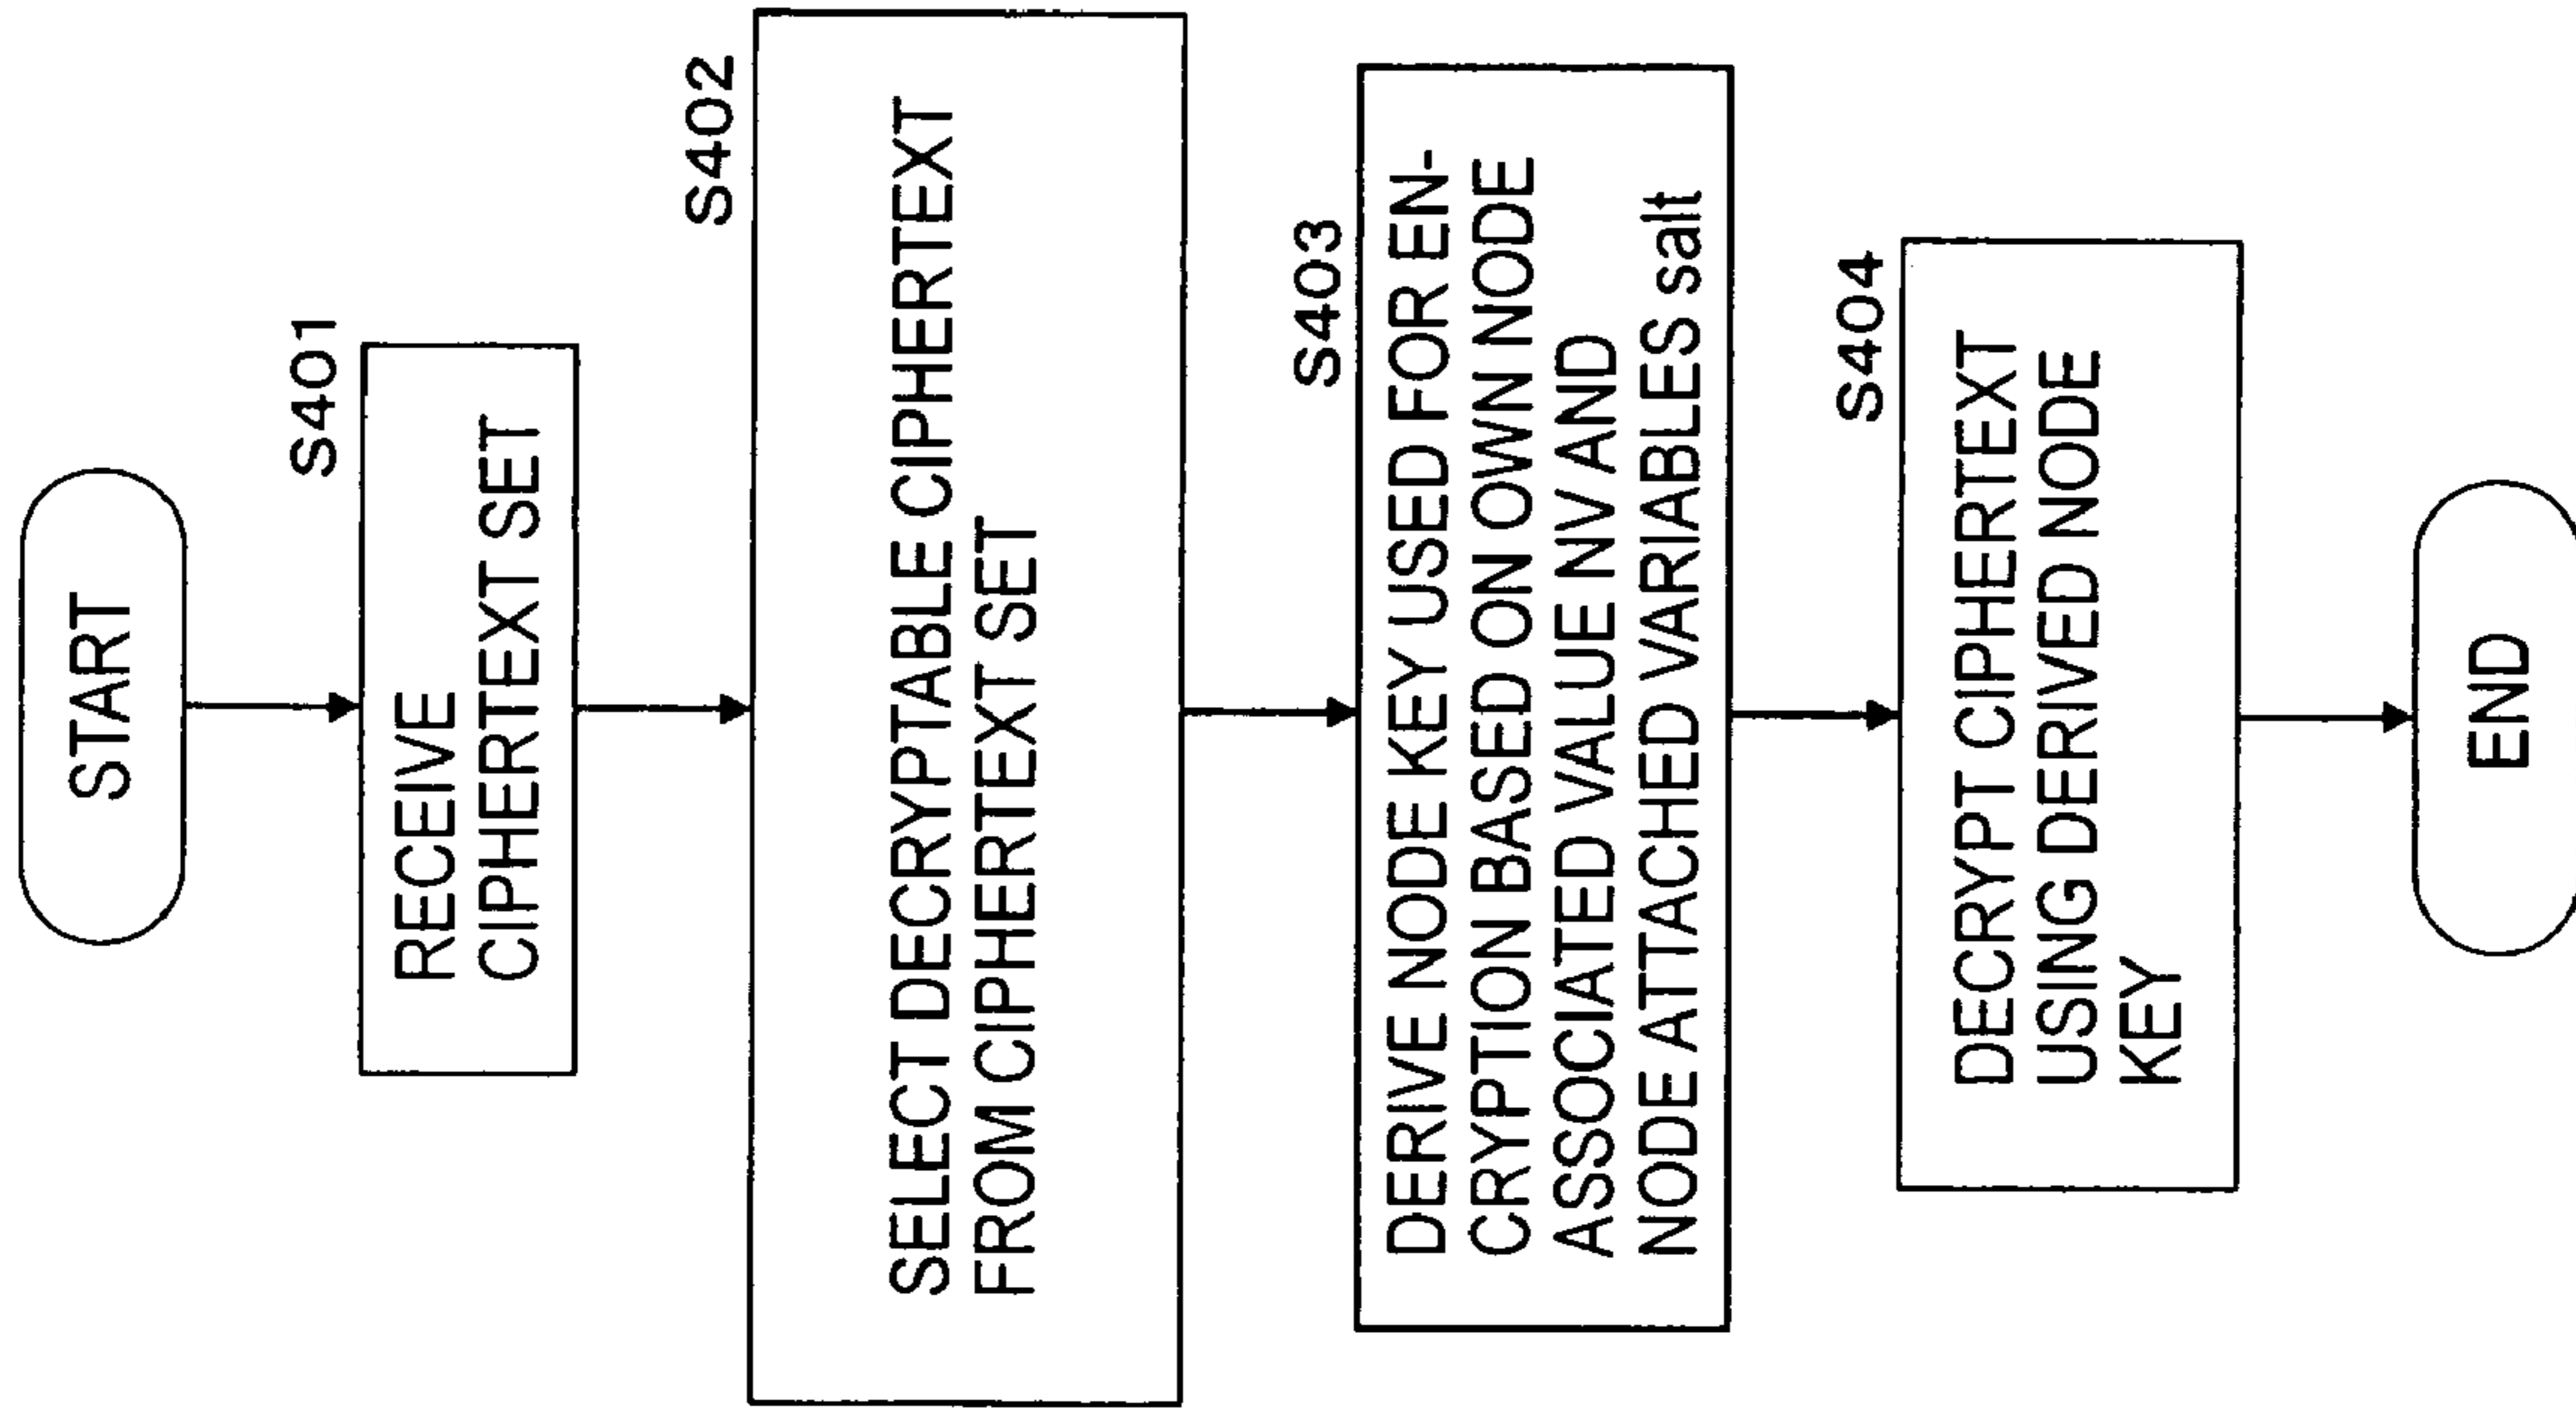 START
S401
RECEIVE
CIPHERTEXT SET
S402
SELECT DECRYPTABLE CIPHERTEXT
FROM CIPHERTEXT SET
S403
DERIVE NODE KEY USED FOR EN-
CRYPTION BASED ON OWN NODE
ASSOCIATED VALUE NV AND
NODE ATTACHED VARIABLES salt
S404
DECRYPT CIPHERTEXT
USING DERIVED NODE
KEY
END